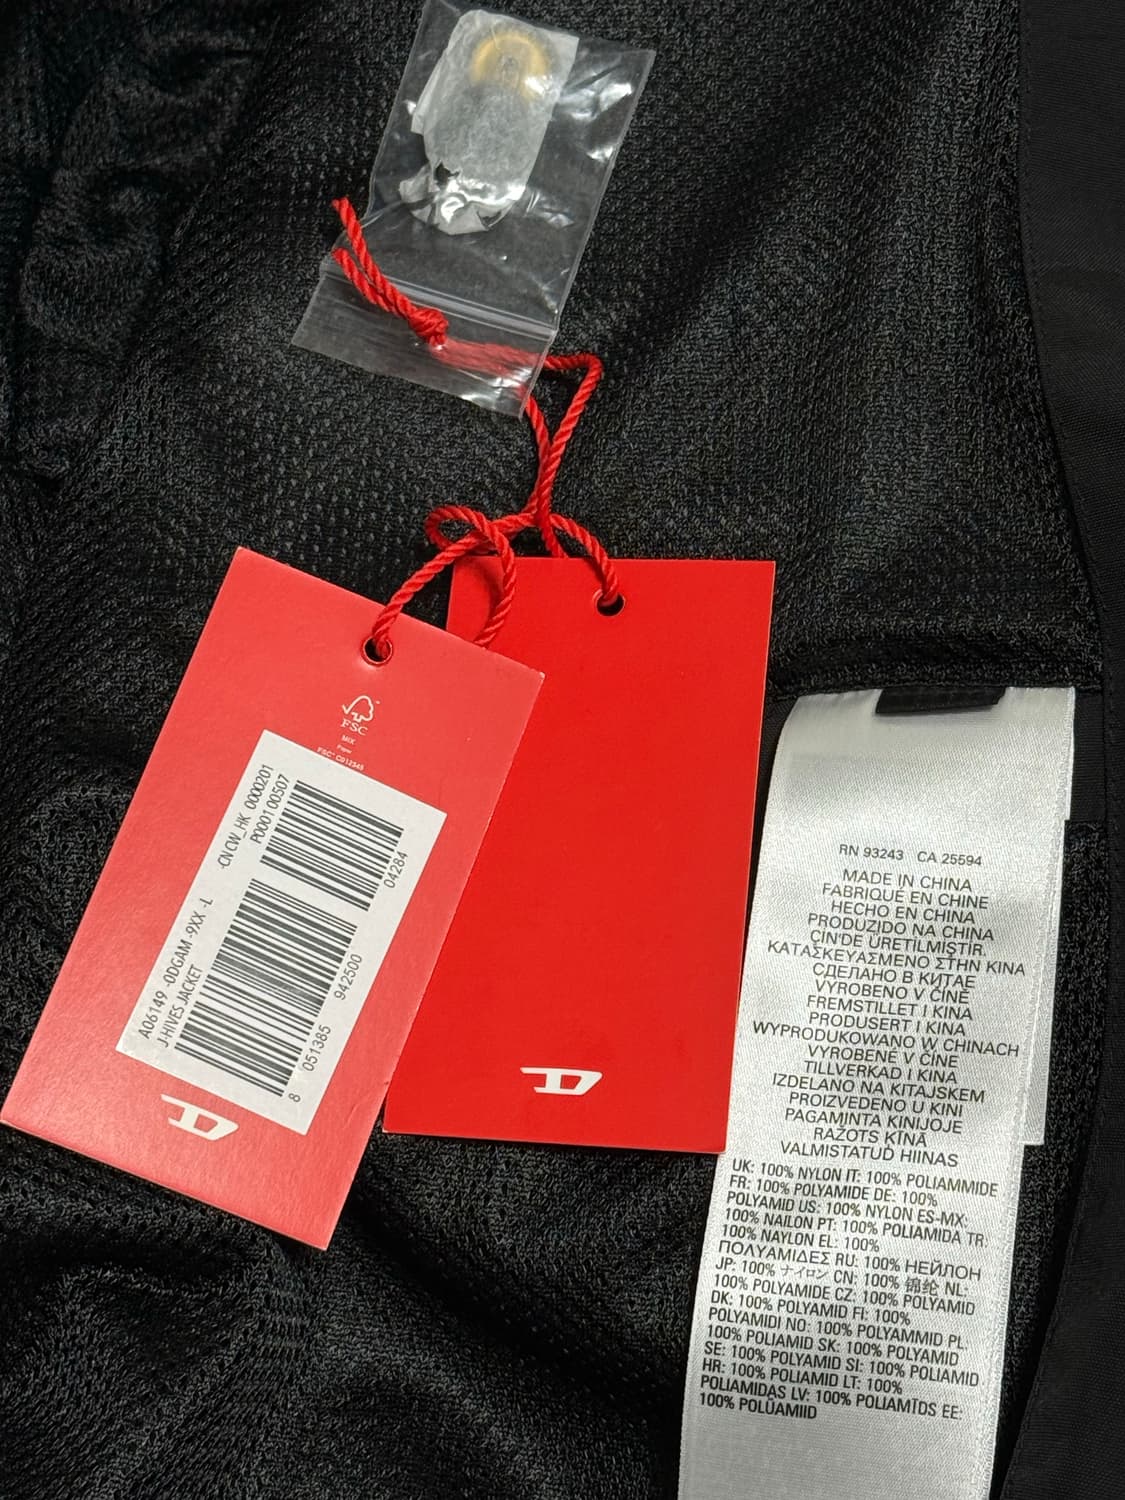 FSC
MIX
Paper
FSC® C012345
-CN CW_HK 0000201
P000100507
04284
A06149 -0DGAM -9XX -L
J HIVES JACKET
8 051385 942500
D
D
RN 93243 CA 25594
MADE IN CHINA
FABRIQUÉ EN CHINE
HECHO EN CHINA
PRODUZIDO NA CHINA
ÇIN'DE ÜRETILMIŞTIR.
ΚΑΤΑΣΚΕΥΑΣΜΕΝΟ ΣΤΗΝ ΚΙΝΑ
СДЕЛАНО В КИТАЕ
VYROBENO V ČÍNĚ
FREMSTILLET I KINA
PRODUSERT I KINA
WYPRODUKOWANO W CHINACH
VYROBENÉ V ČÍNE
TILLVERKAD I KINA
IZDELANO NA KITAJSKEM
PROIZVEDENO U KINI
PAGAMINTA KINIJOJE
RAŽOTS ĶĪNĀ
VALMISTATUD HIINAS
UK: 100% NYLON IT: 100% POLIAMMIDE
FR: 100% POLYAMIDE DE: 100%
POLYAMID US: 100% NYLON ES-MX:
100% NAILON PT: 100% POLIAMIDA TR:
100% NAYLON EL: 100%
ΠΟΛΥΑΜΙΔΕΣ RU: 100% НЕЙЛОН
JP: 100% ナイロン CN: 100% 锦纶 NL:
100% POLYAMIDE CZ: 100% POLYAMID
DK: 100% POLYAMID FI: 100%
POLYAMIDI NO: 100% POLYAMMID PL:
100% POLIAMID SK: 100% POLYAMID
SE: 100% POLYAMID SI: 100% POLIAMID
HR: 100% POLIAMID LT: 100%
POLIAMIDAS LV: 100% POLIAMĪDS EE:
100% POLÜAMIID